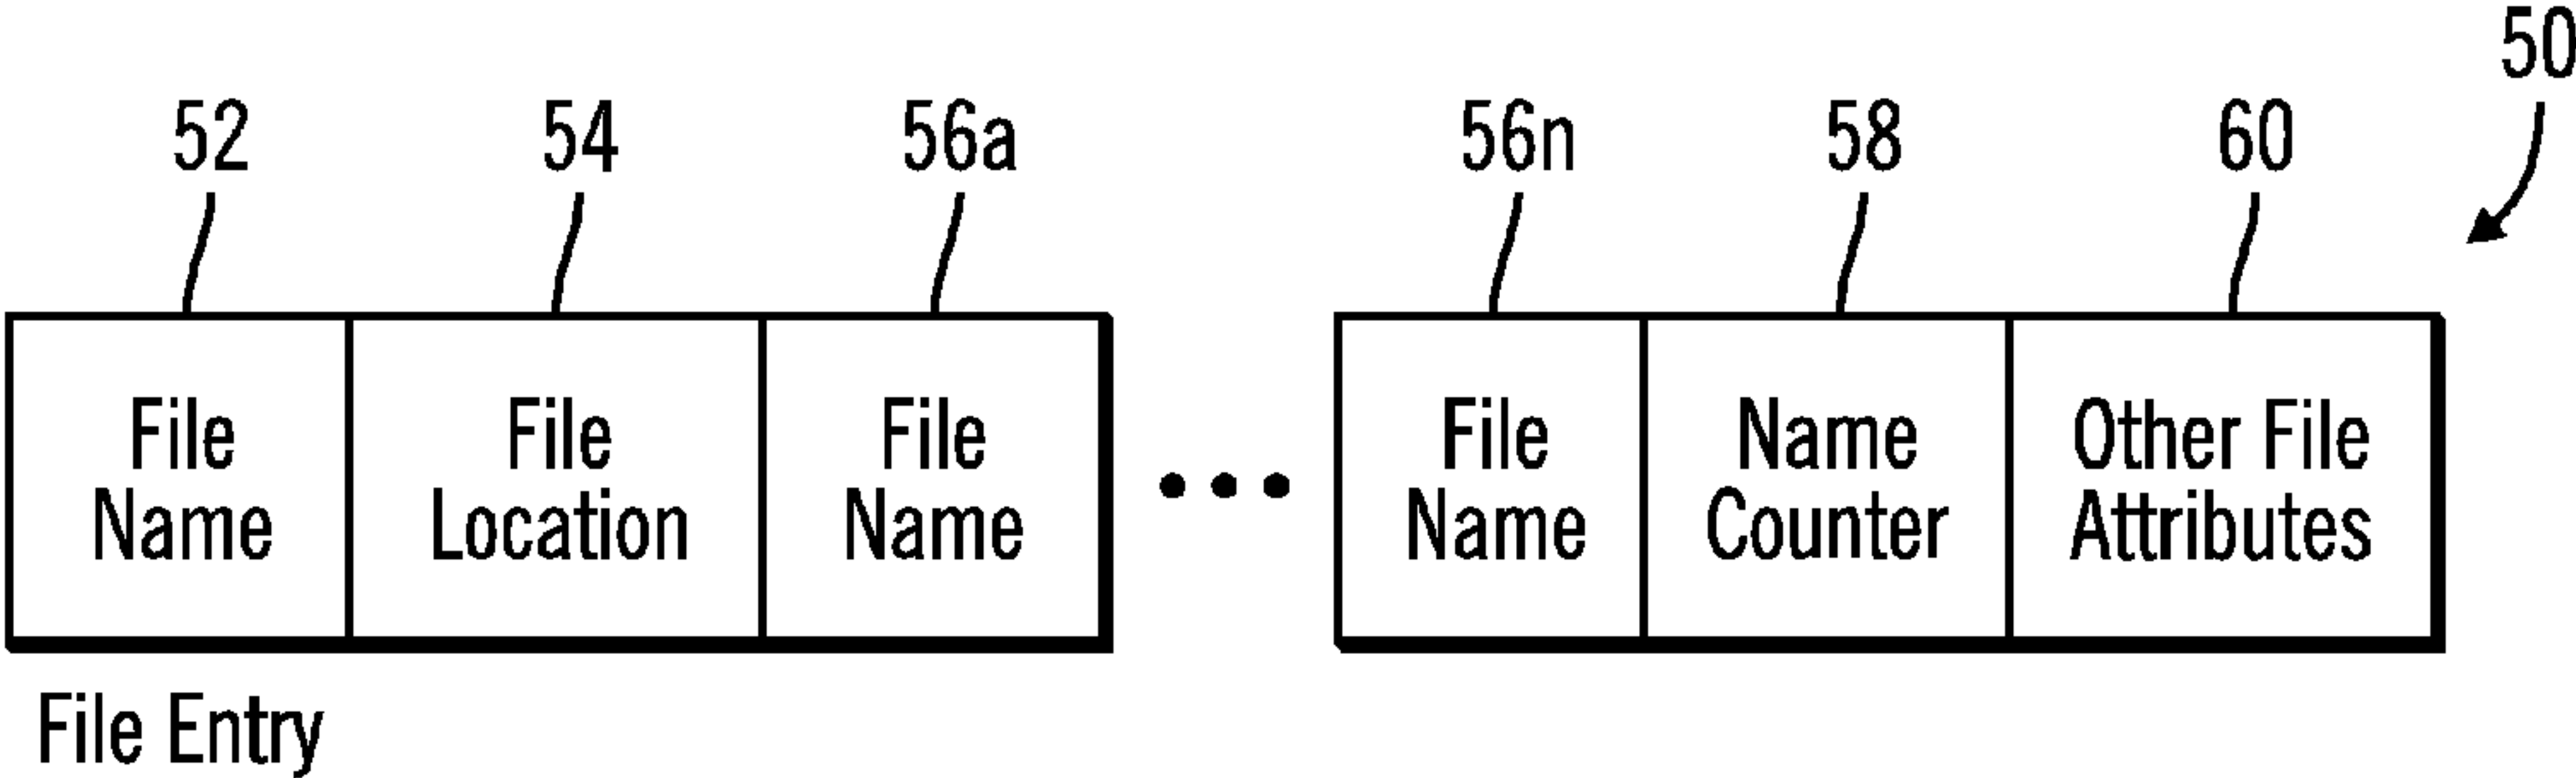 50
52 54 56a 56n 58 60
File File File File Name Other File
Name Location Name ••• Name Counter Attributes
File Entry